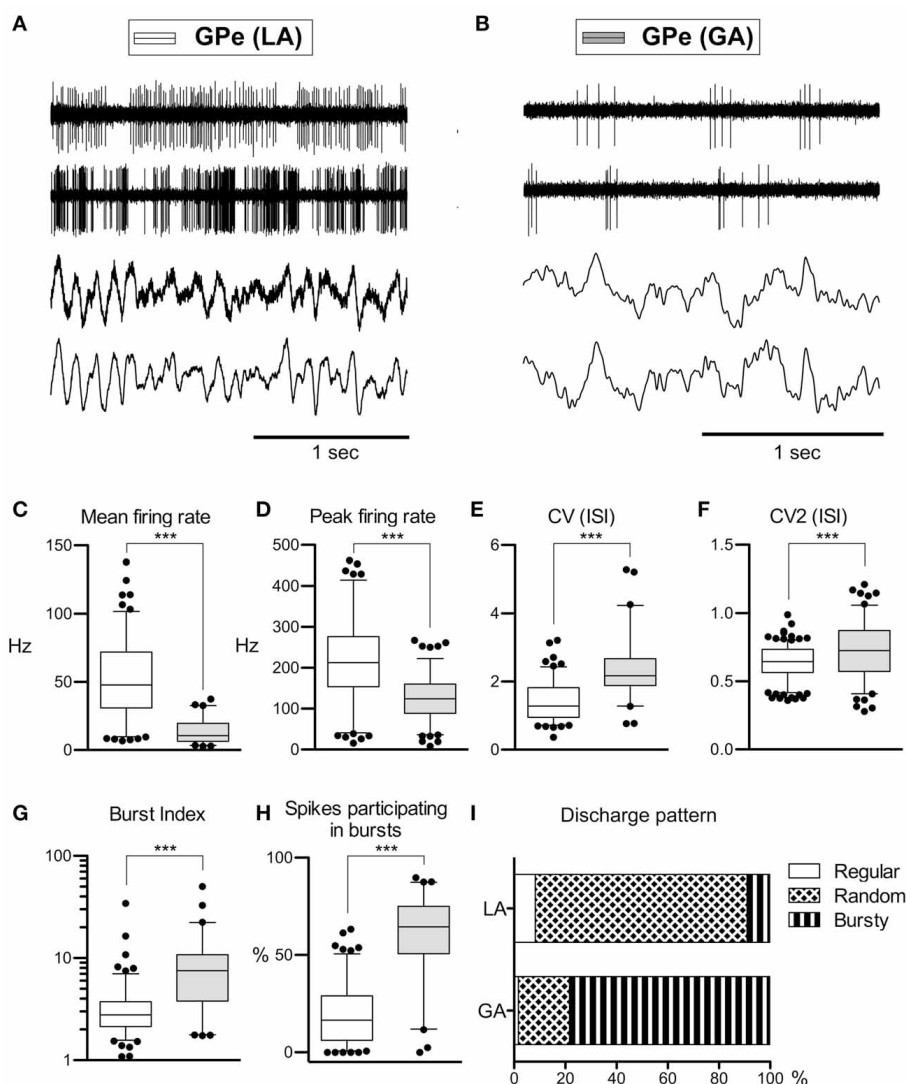 A
GPe (LA)
B
GPe (GA)
1 sec
1 sec
C
Mean firing rate
***
150
100
50
0
Hz
D
Peak firing rate
***
500
400
300
200
100
0
Hz
E
CV (ISI)
***
6
4
2
0
F
CV2 (ISI)
***
1.5
1.0
0.5
0.0
G
Burst Index
***
100
10
1
H
Spikes participating
in bursts
***
%
50
0
I
Discharge pattern
LA
GA
Regular
Random
Bursty
0 20 40 60 80 100 %